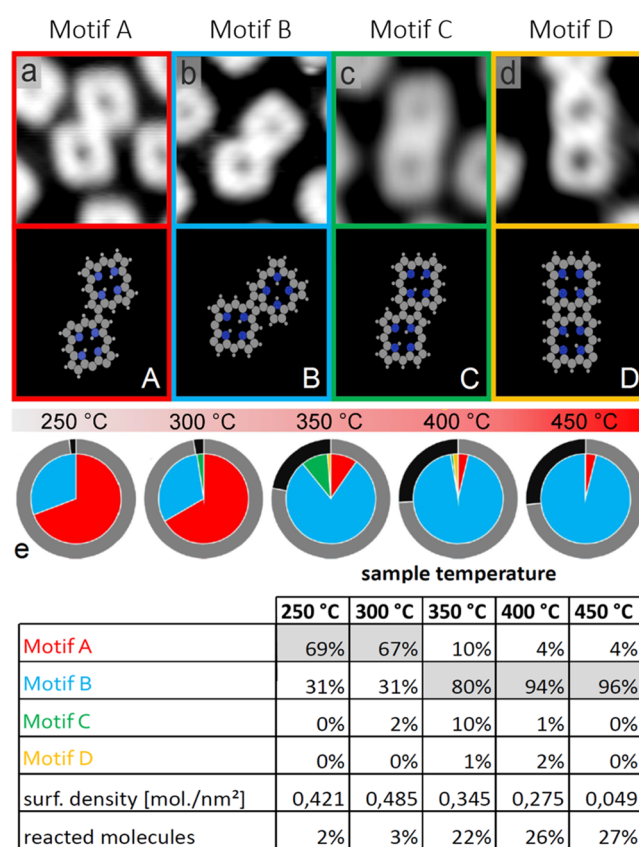 Motif A Motif B Motif C Motif D
a b c d
A B C D
250 °C 300 °C 350 °C 400 °C 450 °C
e
sample temperature
250 °C 300 °C 350 °C 400 °C 450 °C
Motif A 69% 67% 10% 4% 4%
Motif B 31% 31% 80% 94% 96%
Motif C 0% 2% 10% 1% 0%
Motif D 0% 0% 1% 2% 0%
surf. density [mol./nm²] 0,421 0,485 0,345 0,275 0,049
reacted molecules 2% 3% 22% 26% 27%